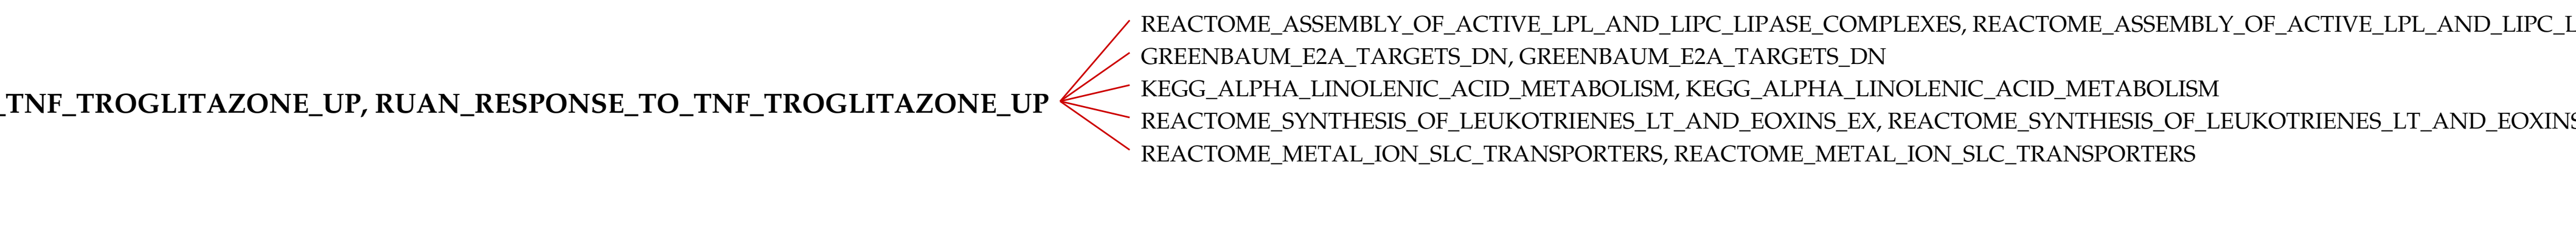 REACTOME_ASSEMBLY_OF_ACTIVE_LPL_AND_LIPC_LIPASE_COMPLEXES, REACTOME_ASSEMBLY_OF_ACTIVE_LPL_AND_LIPC_L
GREENBAUM_E2A_TARGETS_DN, GREENBAUM_E2A_TARGETS_DN
KEGG_ALPHA_LINOLENIC_ACID_METABOLISM, KEGG_ALPHA_LINOLENIC_ACID_METABOLISM
_TNF_TROGLITAZONE_UP, RUAN_RESPONSE_TO_TNF_TROGLITAZONE_UP
REACTOME_SYNTHESIS_OF_LEUKOTRIENES_LT_AND_EOXINS_EX, REACTOME_SYNTHESIS_OF_LEUKOTRIENES_LT_AND_EOXINS
REACTOME_METAL_ION_SLC_TRANSPORTERS, REACTOME_METAL_ION_SLC_TRANSPORTERS